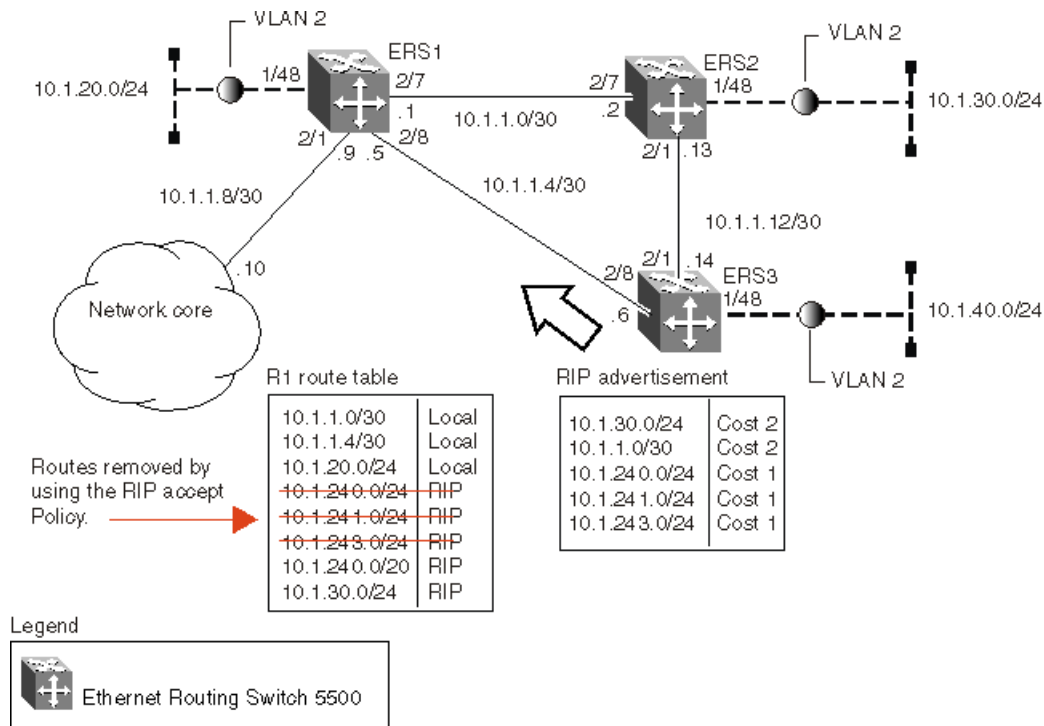 VLAN 2
ERS1
VLAN 2
ERS2
10.1.20.0/24
1/48
2/7
2/7
1/48
10.1.30.0/24
.1
.2
10.1.1.0/30
2/1
.9
.5
2/8
2/1
.13
10.1.1.8/30
10.1.1.4/30
10.1.1.12/30
.10
2/8
2/1
.14
ERS3
1/48
10.1.40.0/24
Network core
.6
VLAN 2
R1 route table
10.1.1.0/30 Local
10.1.1.4/30 Local
10.1.20.0/24 Local
10.1.240.0/24 RIP
10.1.241.0/24 RIP
10.1.243.0/24 RIP
10.1.240.0/20 RIP
10.1.30.0/24 RIP
RIP advertisement
10.1.30.0/24 Cost 2
10.1.1.0/30 Cost 2
10.1.240.0/24 Cost 1
10.1.241.0/24 Cost 1
10.1.243.0/24 Cost 1
Routes removed by
using the RIP accept
Policy.
Legend
Ethernet Routing Switch 5500